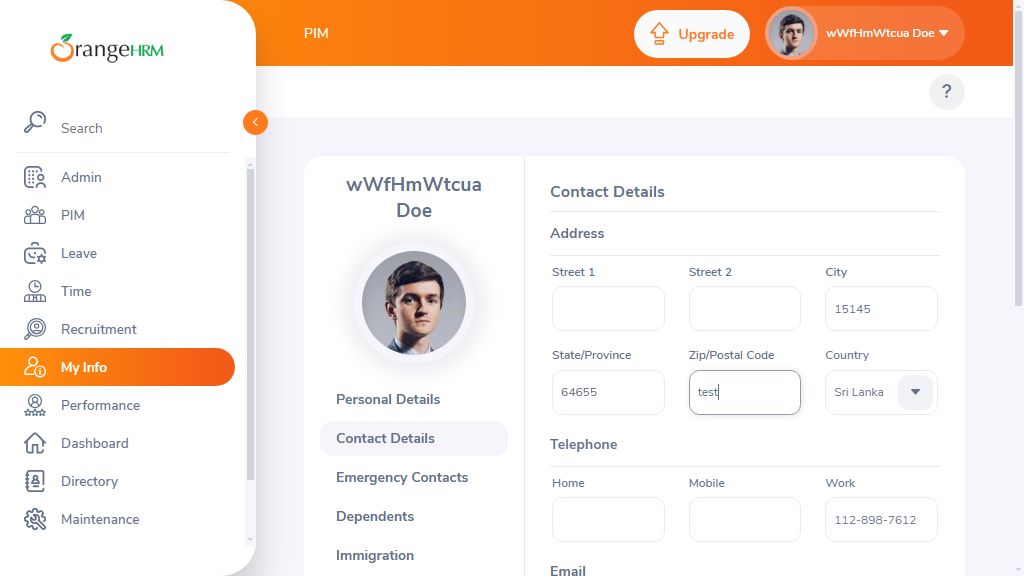 OrangeHRM
PIM
Upgrade
wWfHmWtcua Doe
?
Search
Admin
PIM
Leave
Time
Recruitment
My Info
Performance
Dashboard
Directory
Maintenance
wWfHmWtcua
Doe
Personal Details
Contact Details
Emergency Contacts
Dependents
Immigration
Contact Details
Address
Street 1
Street 2
City
15145
State/Province
Zip/Postal Code
Country
64655
test
Sri Lanka
Telephone
Home
Mobile
Work
112-898-7612
Email